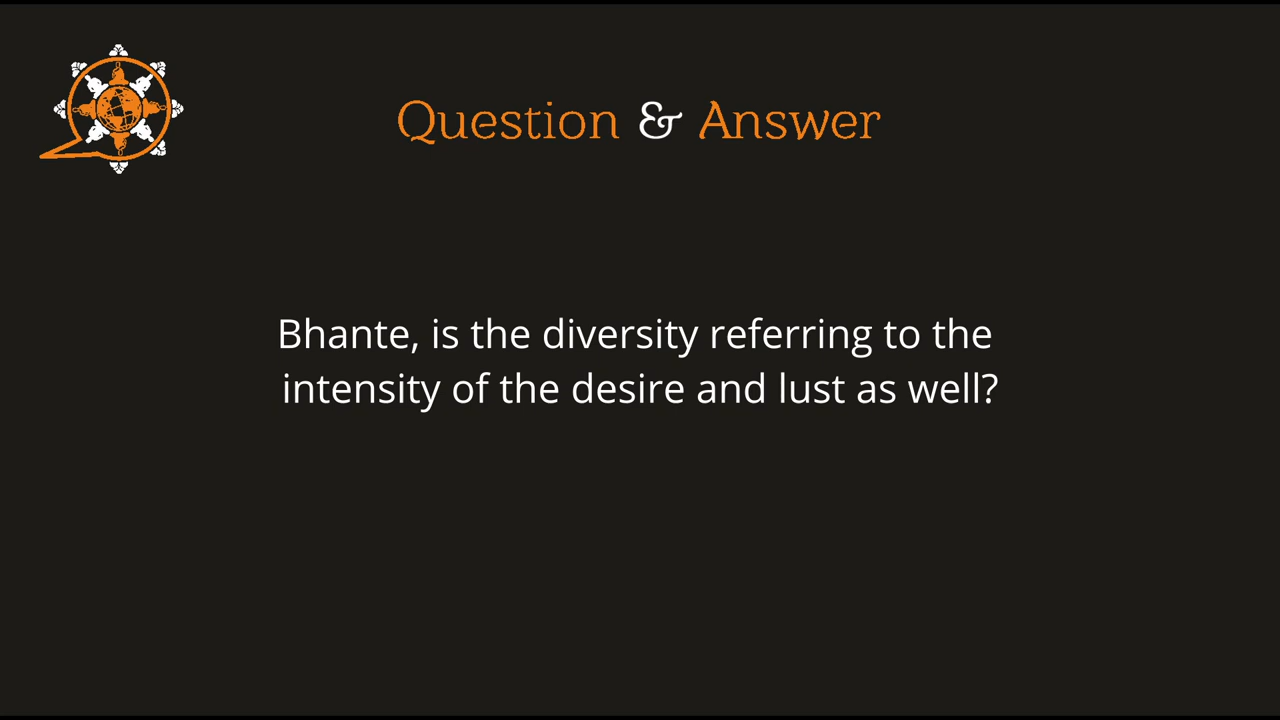 Question & Answer
Bhante, is the diversity referring to the
intensity of the desire and lust as well?